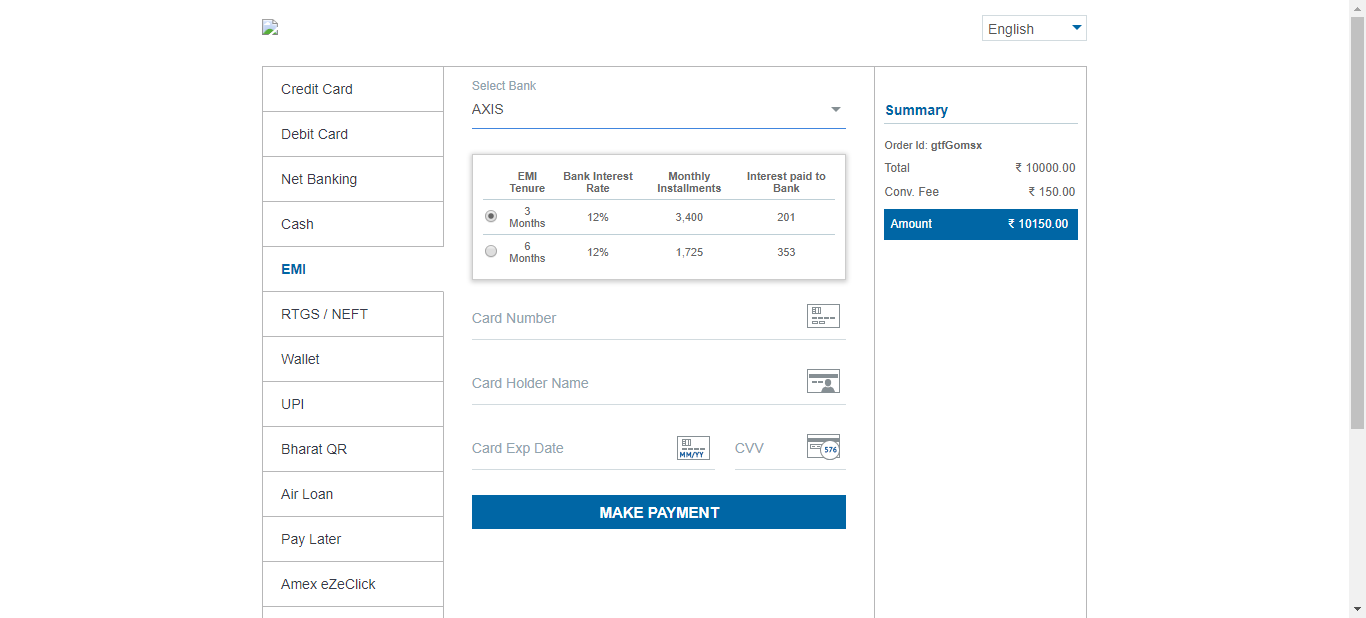 English
Credit Card
Debit Card
Net Banking
Cash
EMI
RTGS / NEFT
Wallet
UPI
Bharat QR
Air Loan
Pay Later
Amex eZeClick
Select Bank
AXIS
EMI Tenure Bank Interest Rate Monthly Installments Interest paid to Bank
3 Months 12% 3,400 201
6 Months 12% 1,725 353
Card Number
Card Holder Name
Card Exp Date MM/YY CVV 576
MAKE PAYMENT
Summary
Order Id: gtfGomsx
Total ₹ 10000.00
Conv. Fee ₹ 150.00
Amount ₹ 10150.00